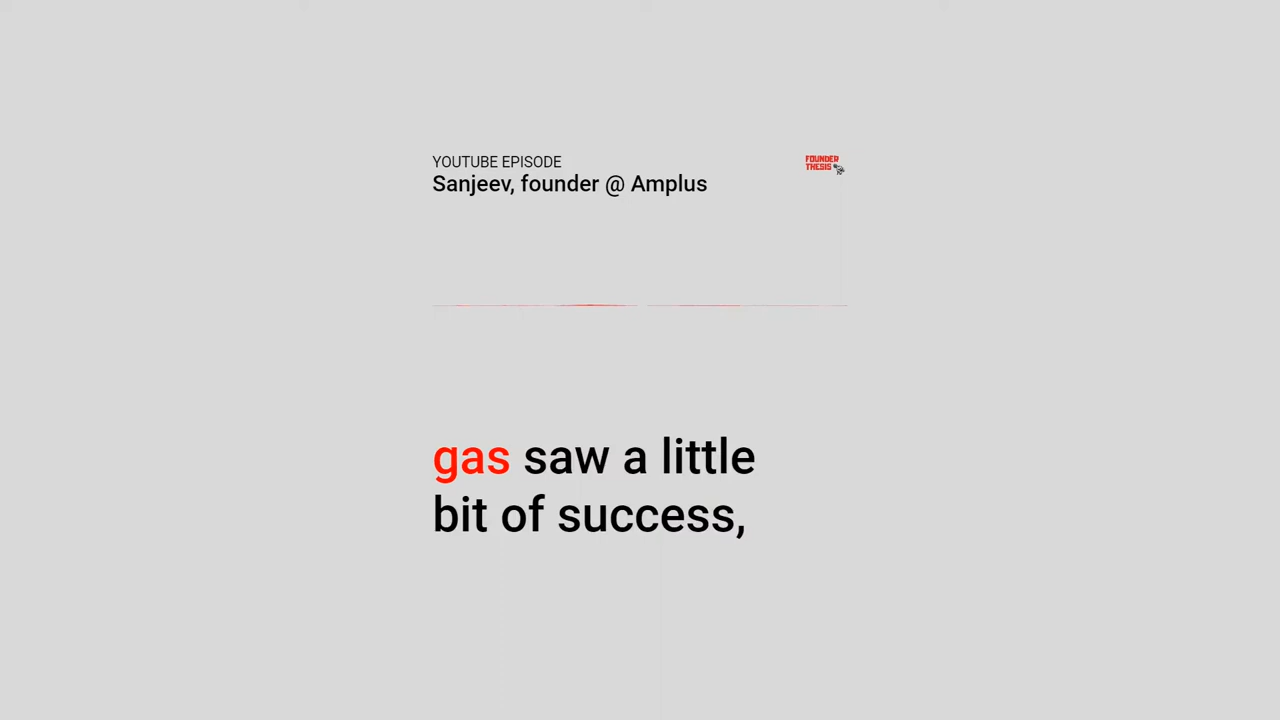 YOUTUBE EPISODE
FOUNDER
THESIS
Sanjeev, founder @ Amplus
gas saw a little
bit of success,